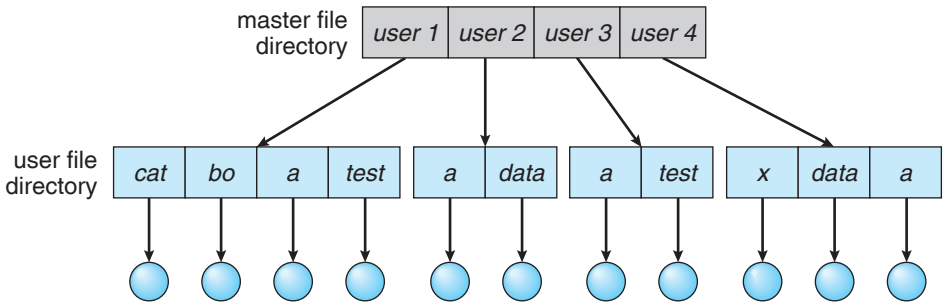 master file
directory
user 1 user 2 user 3 user 4
user file
directory
cat bo a test a data a test x data a